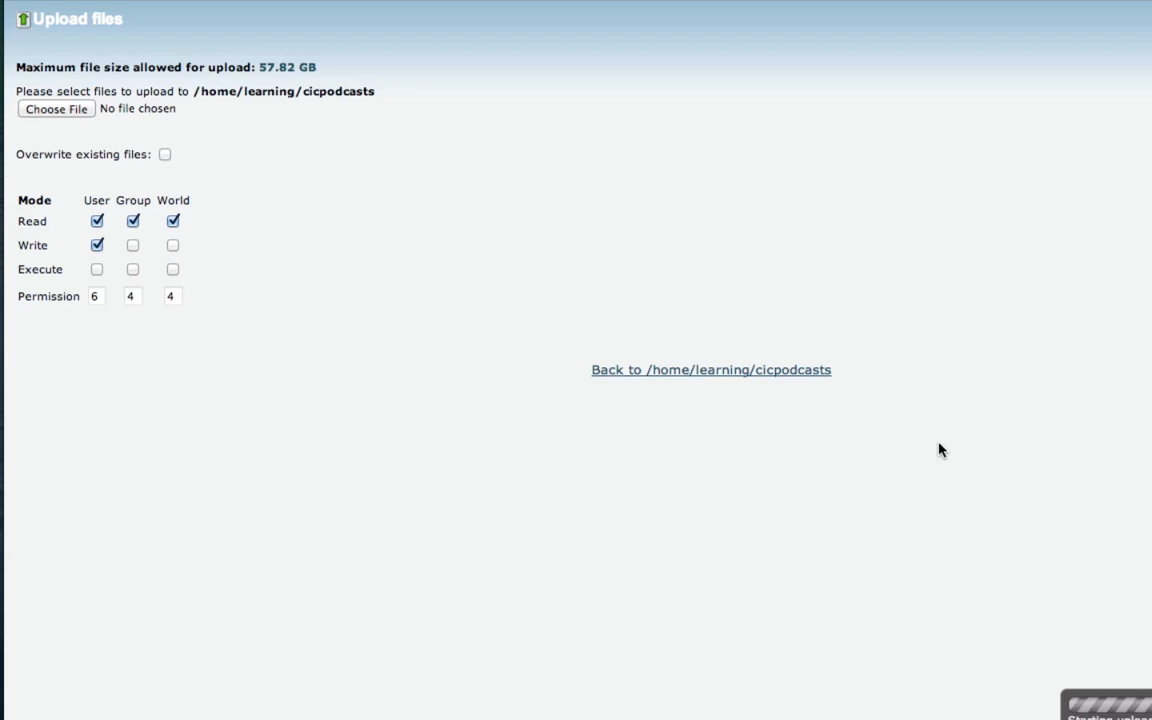 Upload files
Maximum file size allowed for upload: 57.82 GB
Please select files to upload to /home/learning/cicpodcasts
Choose File No file chosen
Overwrite existing files:
Mode User Group World
Read
Write
Execute
Permission 6 4 4
Back to /home/learning/cicpodcasts
Starting